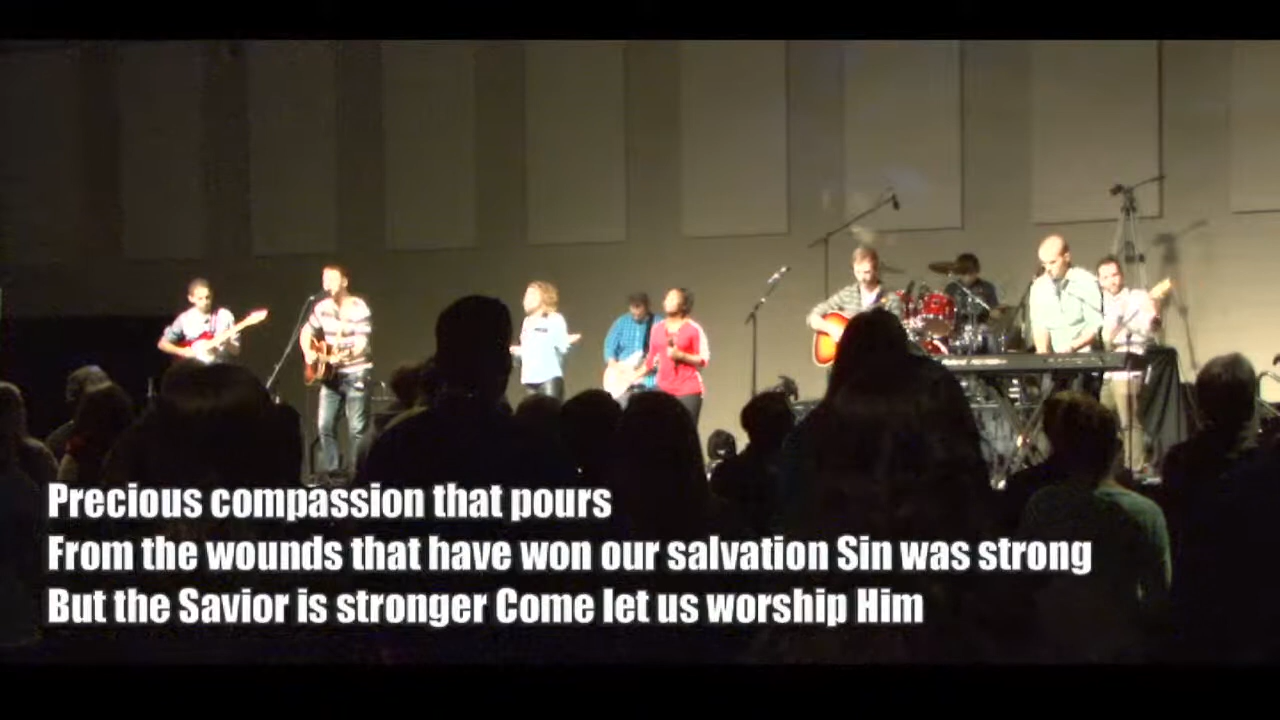 Precious compassion that pours
From the wounds that have won our salvation Sin was strong
But the Savior is stronger Come let us worship Him